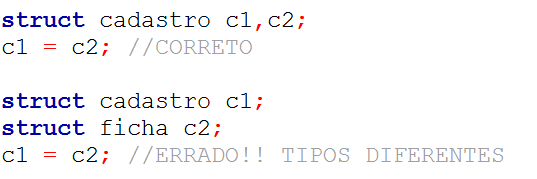 struct cadastro c1,c2;
c1 = c2; //CORRETO
struct cadastro c1;
struct ficha c2;
c1 = c2; //ERRADO!! TIPOS DIFERENTES